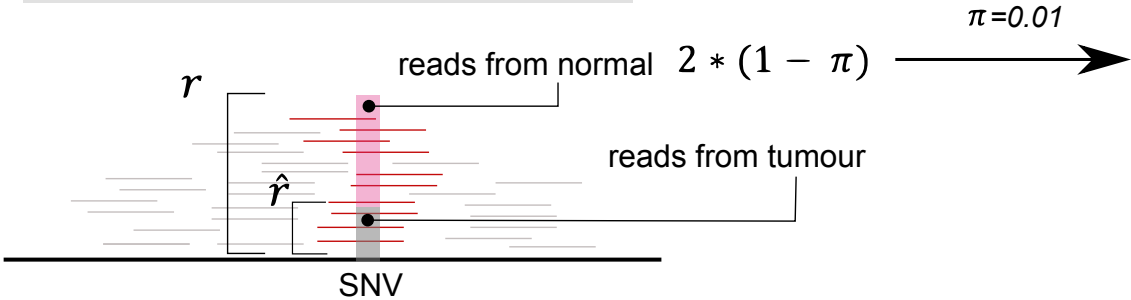 π=0.01
reads from normal 2 * (1 − π)
r
reads from tumour
r̂
SNV